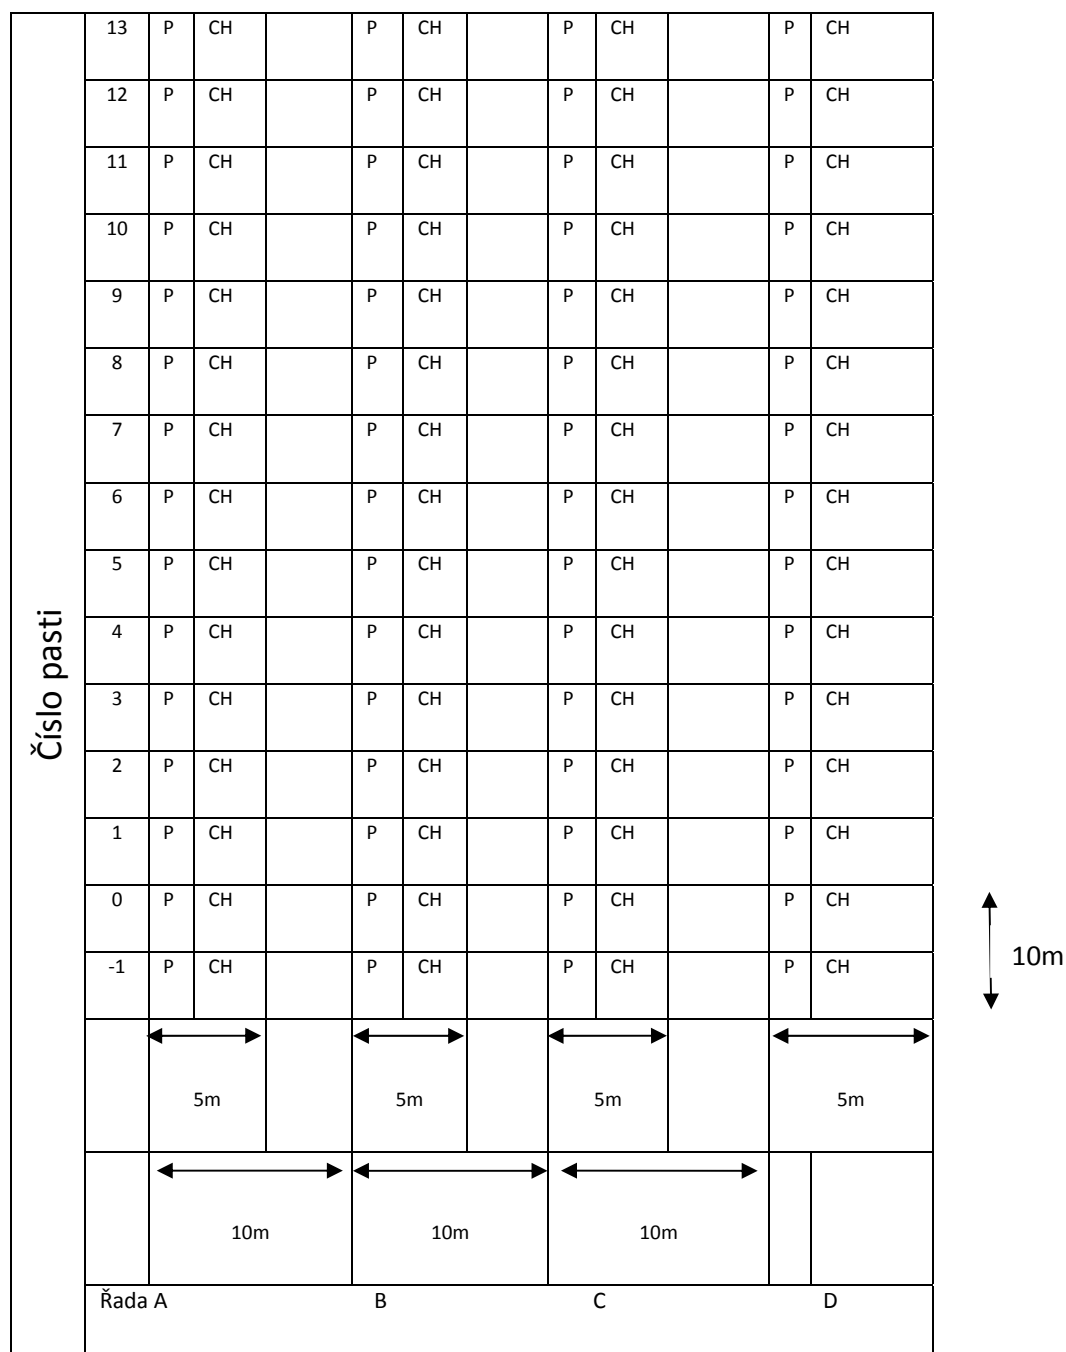 13 P CH P CH P CH P CH
12 P CH P CH P CH P CH
11 P CH P CH P CH P CH
10 P CH P CH P CH P CH
9 P CH P CH P CH P CH
8 P CH P CH P CH P CH
7 P CH P CH P CH P CH
6 P CH P CH P CH P CH
5 P CH P CH P CH P CH
4 P CH P CH P CH P CH
3 P CH P CH P CH P CH
2 P CH P CH P CH P CH
1 P CH P CH P CH P CH
0 P CH P CH P CH P CH
-1 P CH P CH P CH P CH
Číslo pasti
10m
5m 5m 5m 5m
10m 10m 10m
Řada A B C D